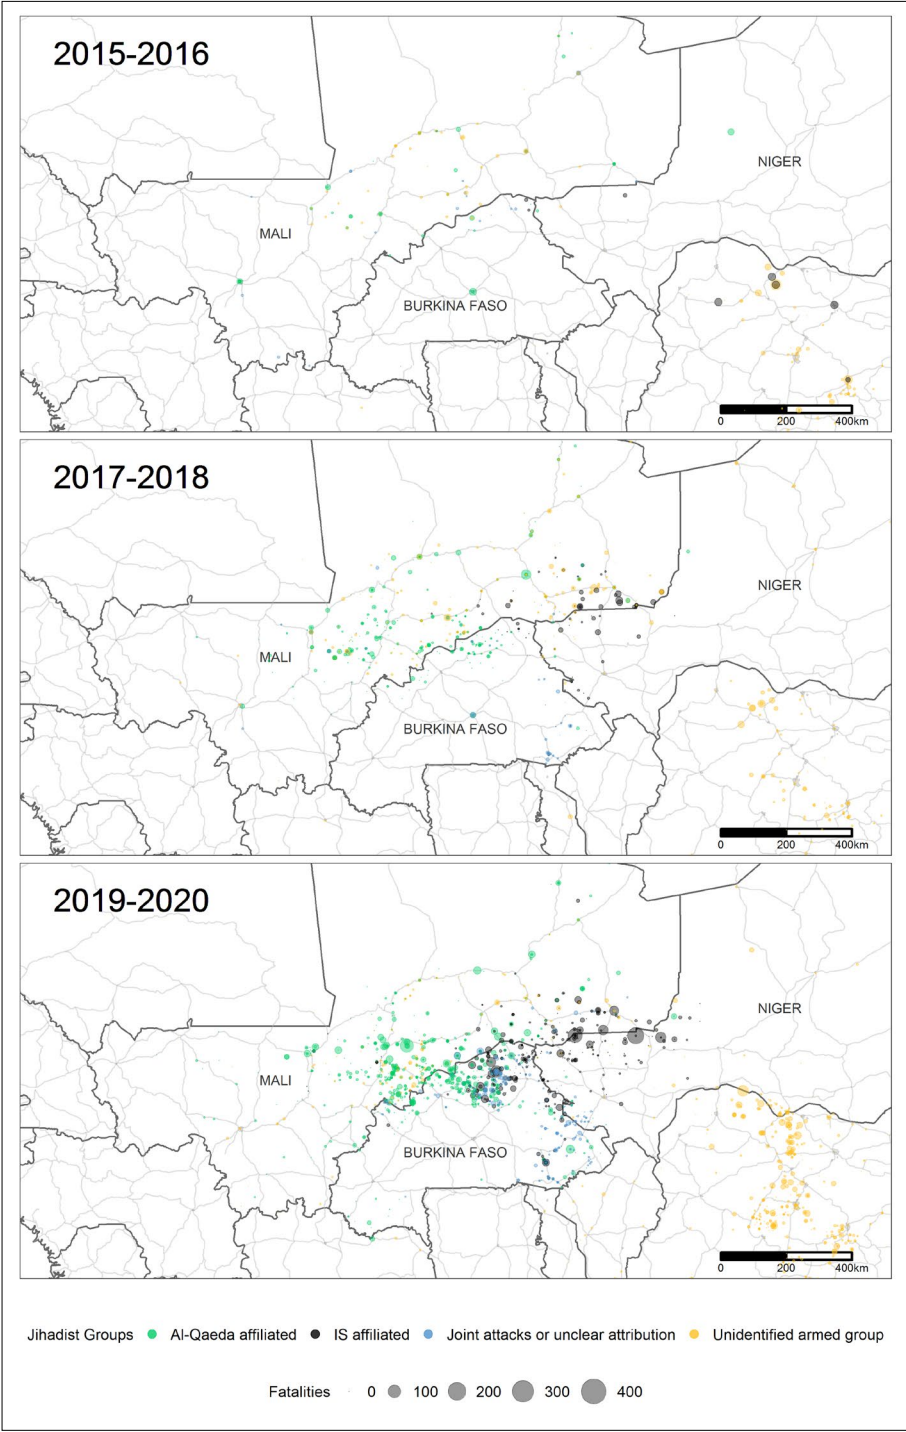 2015-2016
NIGER
MALI
BURKINA FASO
0 200 400km
2017-2018
NIGER
MALI
BURKINA FASO
0 200 400km
2019-2020
NIGER
MALI
BURKINA FASO
0 200 400km
Jihadist Groups Al-Qaeda affiliated IS affiliated Joint attacks or unclear attribution Unidentified armed group
Fatalities 0 100 200 300 400